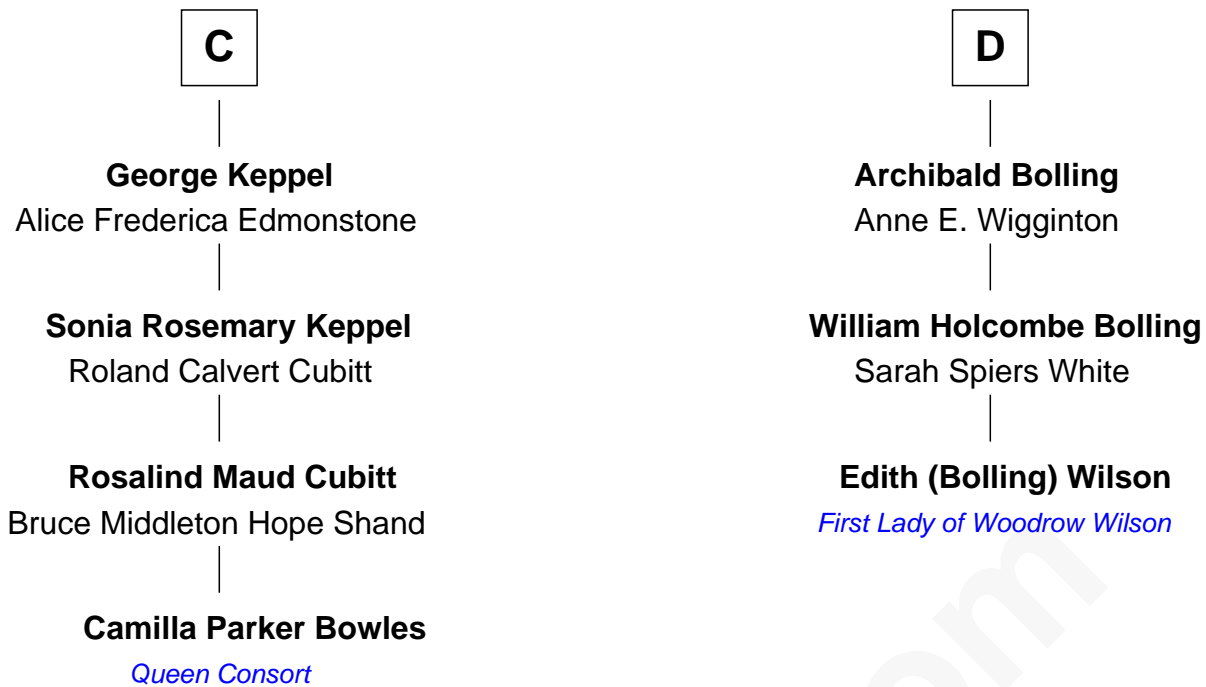 C
George Keppel
Alice Frederica Edmonstone
Sonia Rosemary Keppel
Roland Calvert Cubitt
Rosalind Maud Cubitt
Bruce Middleton Hope Shand
Camilla Parker Bowles
Queen Consort
D
Archibald Bolling
Anne E. Wigginton
William Holcombe Bolling
Sarah Spiers White
Edith (Bolling) Wilson
First Lady of Woodrow Wilson
om